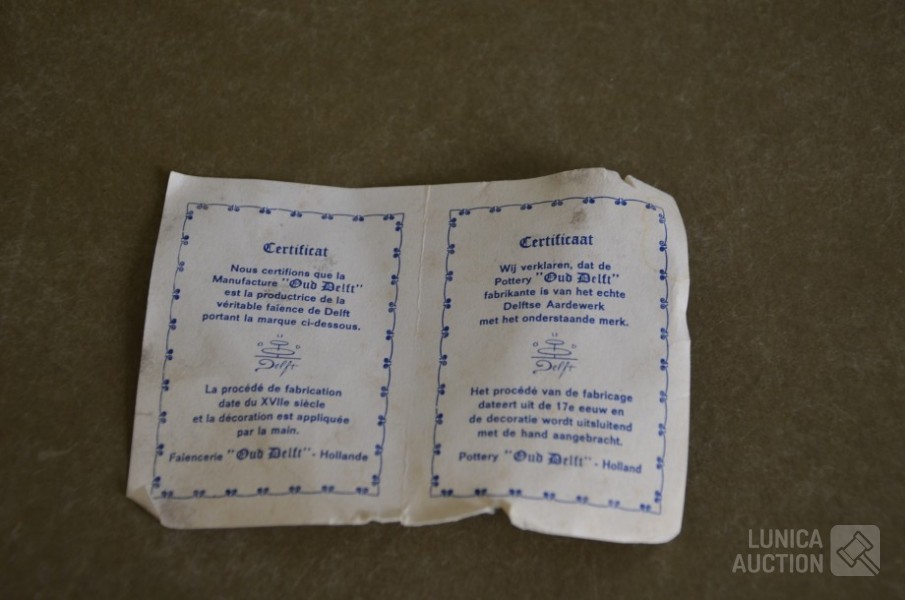 Certificat
Nous certifions que la
Manufacture "Oud Delft"
est la productrice de la
véritable faïence de Delft
portant la marque ci-dessous.
Delft
La procédé de fabrication
date du XVIIe siècle
et la décoration est appliquée
par la main.
Faïencerie "Oud Delft" - Hollande
Certificaat
Wij verklaren, dat de
Pottery "Oud Delft"
fabrikante is van het echte
Delftse Aardewerk
met het onderstaande merk.
Delft
Het procédé van de fabricage
dateert uit de 17e eeuw en
de decoratie wordt uitsluitend
met de hand aangebracht.
Pottery "Oud Delft" - Holland
LUNICA
AUCTION